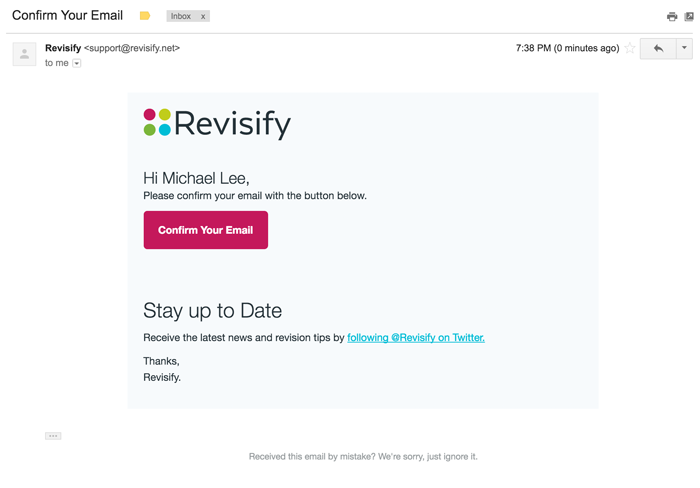 Confirm Your Email
Inbox x
Revisify <support@revisify.net>
7:38 PM (0 minutes ago)
to me
Revisify
Hi Michael Lee,
Please confirm your email with the button below.
Confirm Your Email
Stay up to Date
Receive the latest news and revision tips by following @Revisify on Twitter.
Thanks,
Revisify.
Received this email by mistake? We're sorry, just ignore it.